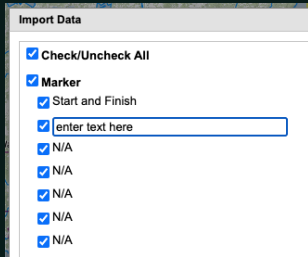 Import Data
Check/Uncheck All
Marker
Start and Finish
enter text here
N/A
N/A
N/A
N/A
N/A